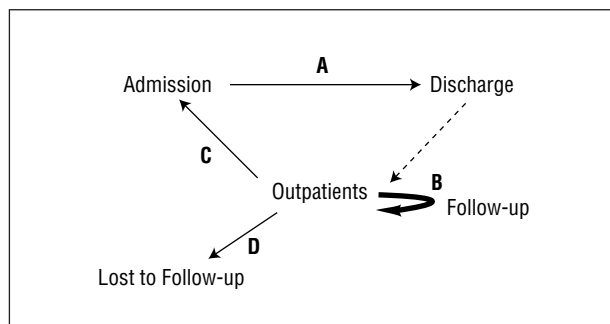 A
Admission
Discharge
C
Outpatients
B
Follow-up
D
Lost to Follow-up